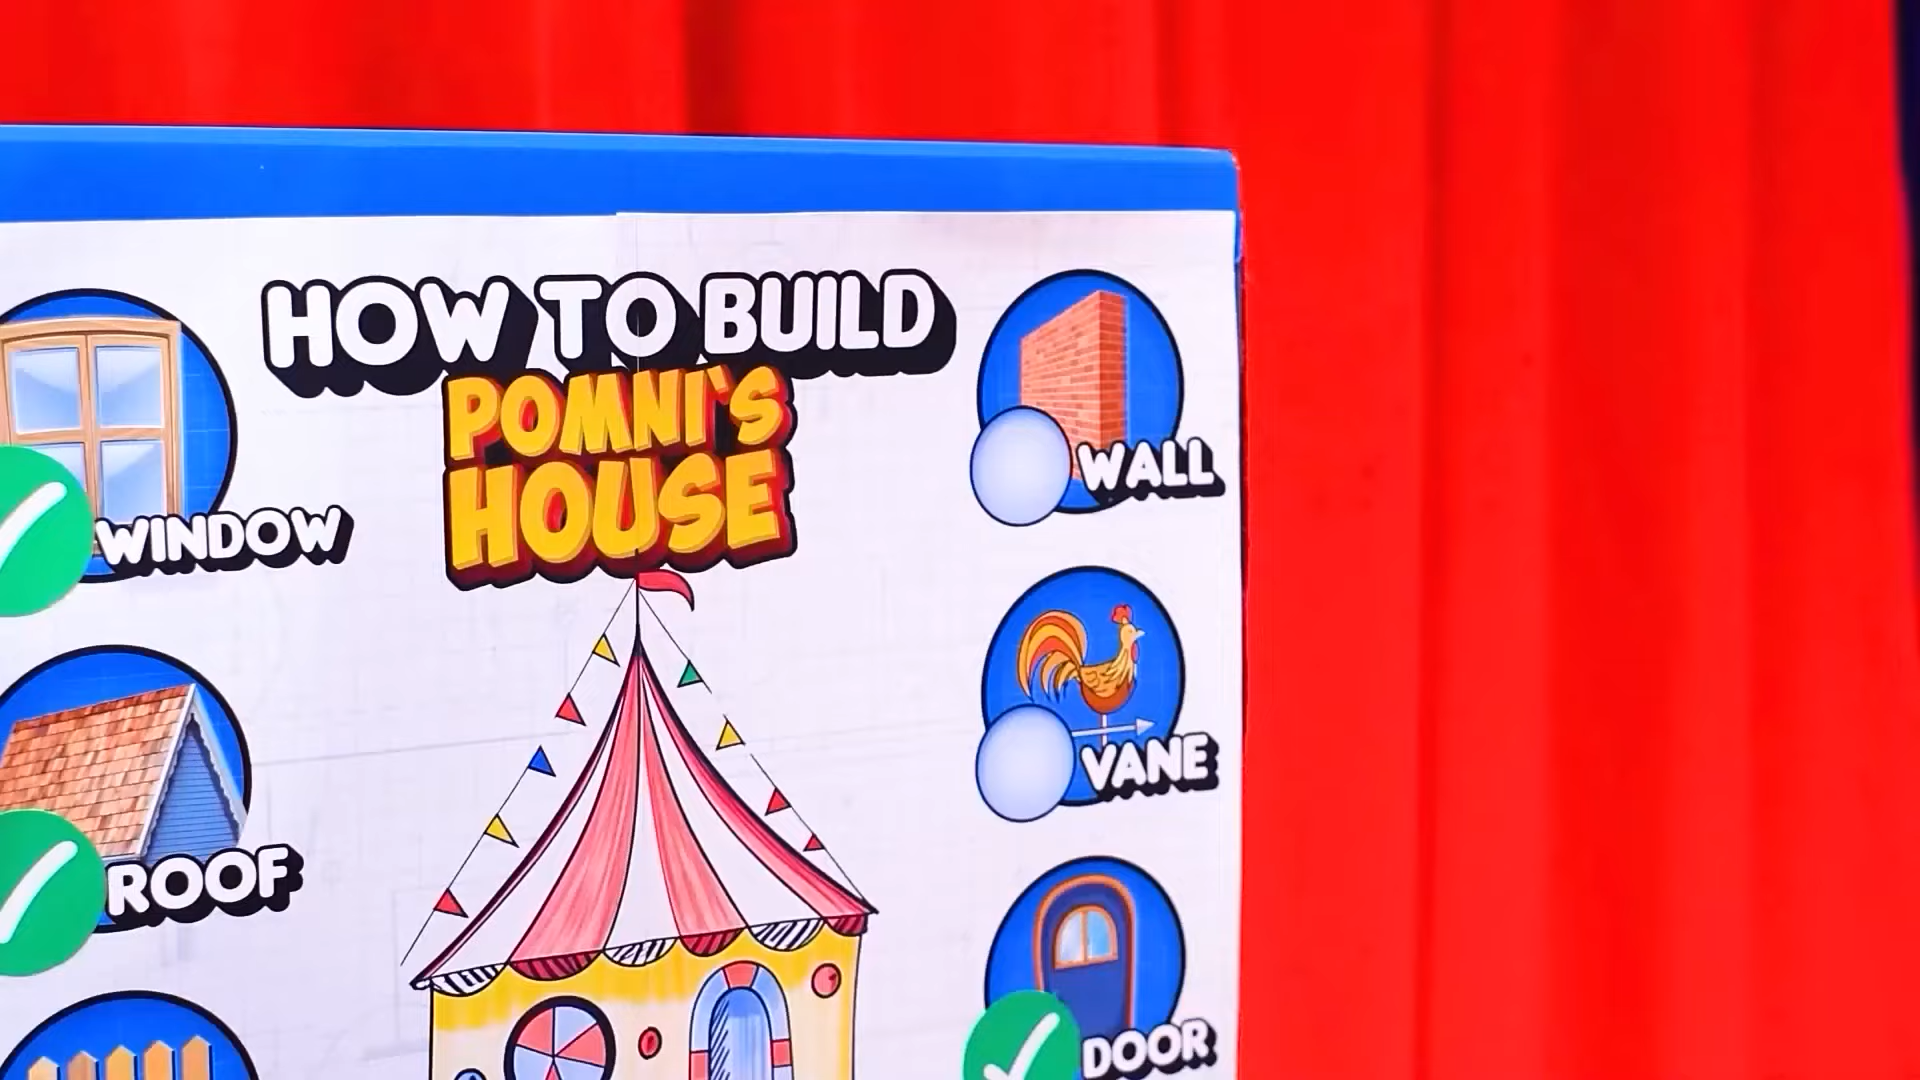 HOW TO BUILD
POMNI'S
HOUSE
WINDOW
ROOF
WALL
VANE
DOOR